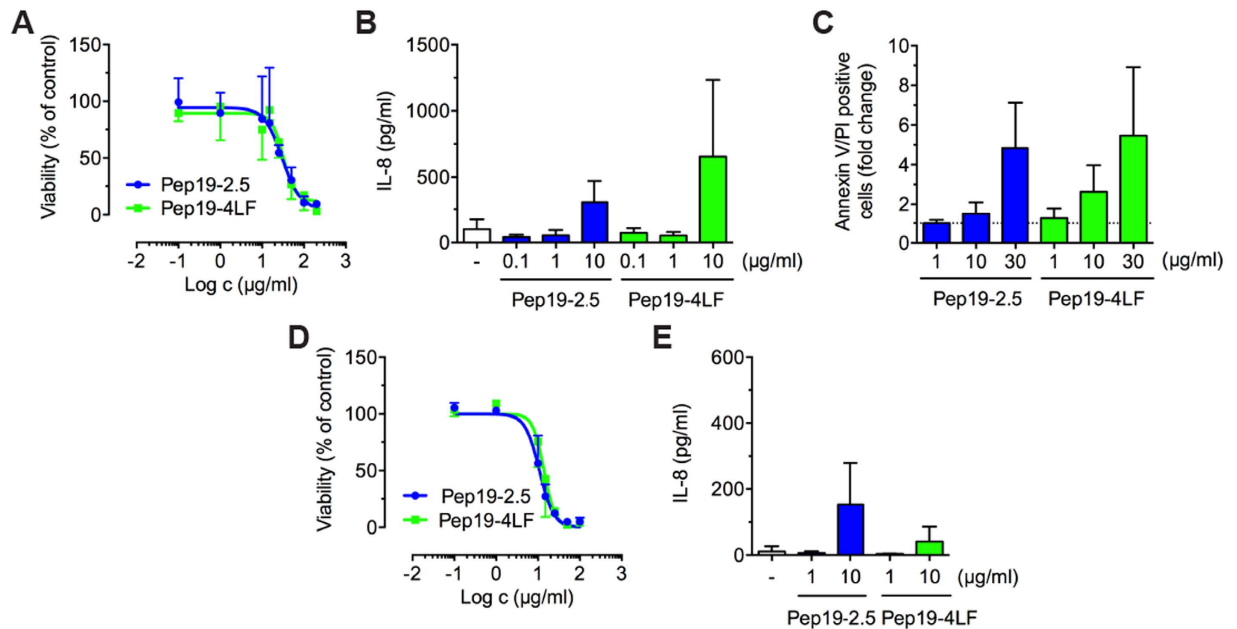 A
150
100
50
0
Viability (% of control)
Pep19-2.5
Pep19-4LF
-2 -1 0 1 2 3
Log c (µg/ml)
B
1500
1000
500
0
IL-8 (pg/ml)
- 0.1 1 10 0.1 1 10 (µg/ml)
Pep19-2.5 Pep19-4LF
C
10
8
6
4
2
0
Annexin V/PI positive
cells (fold change)
1 10 30 1 10 30 (µg/ml)
Pep19-2.5 Pep19-4LF
D
150
100
50
0
Viability (% of control)
Pep19-2.5
Pep19-4LF
-2 -1 0 1 2 3
Log c (µg/ml)
E
600
400
200
0
IL-8 (pg/ml)
- 1 10 1 10 (µg/ml)
Pep19-2.5 Pep19-4LF